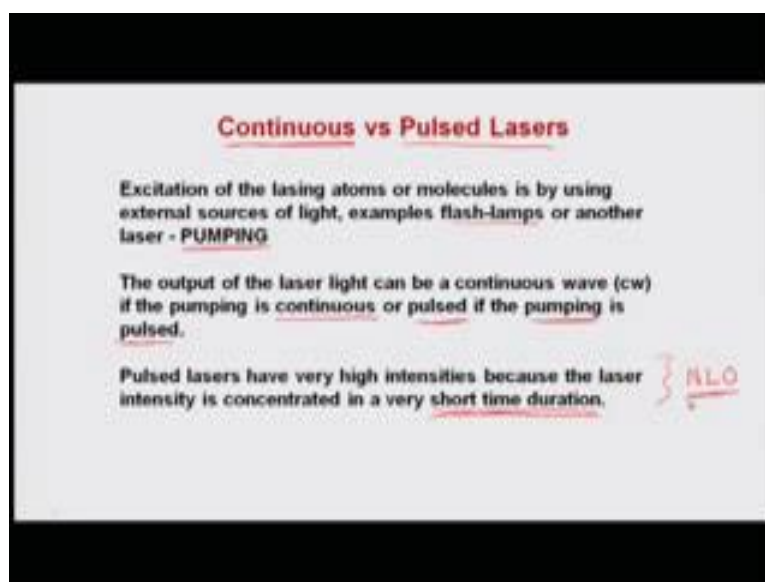 Continuous vs Pulsed Lasers
Excitation of the lasing atoms or molecules is by using
external sources of light, examples flash-lamps or another
laser - PUMPING
The output of the laser light can be a continuous wave (cw)
if the pumping is continuous or pulsed if the pumping is
pulsed.
Pulsed lasers have very high intensities because the laser
intensity is concentrated in a very short time duration.
NLO